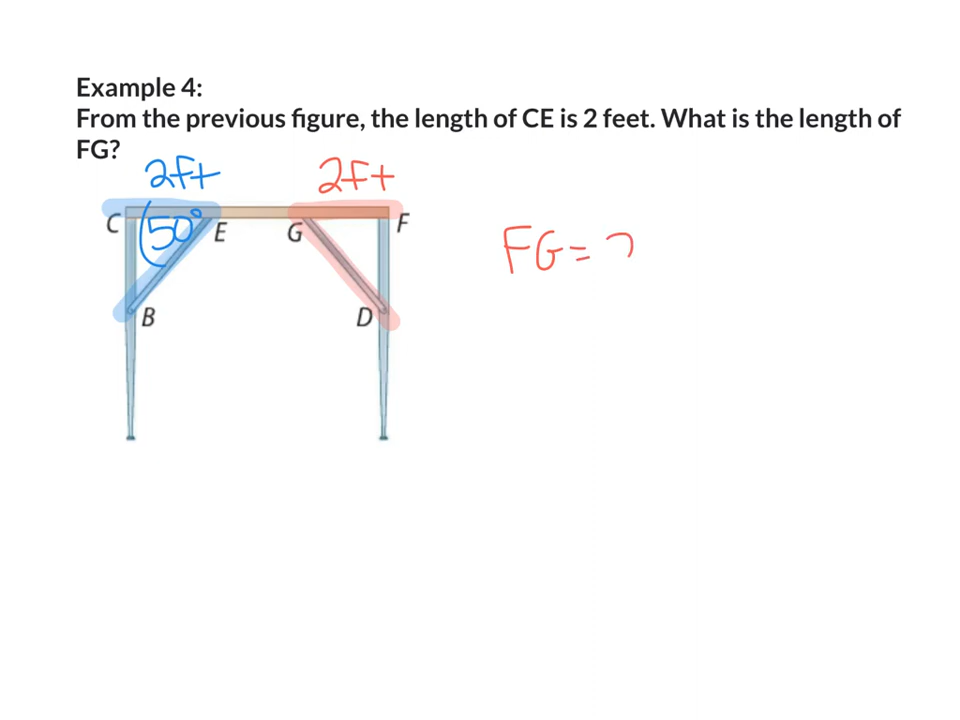 Example 4:
From the previous figure, the length of CE is 2 feet. What is the length of
FG?
2ft 2ft
C 50° E G F
FG = ?
B D